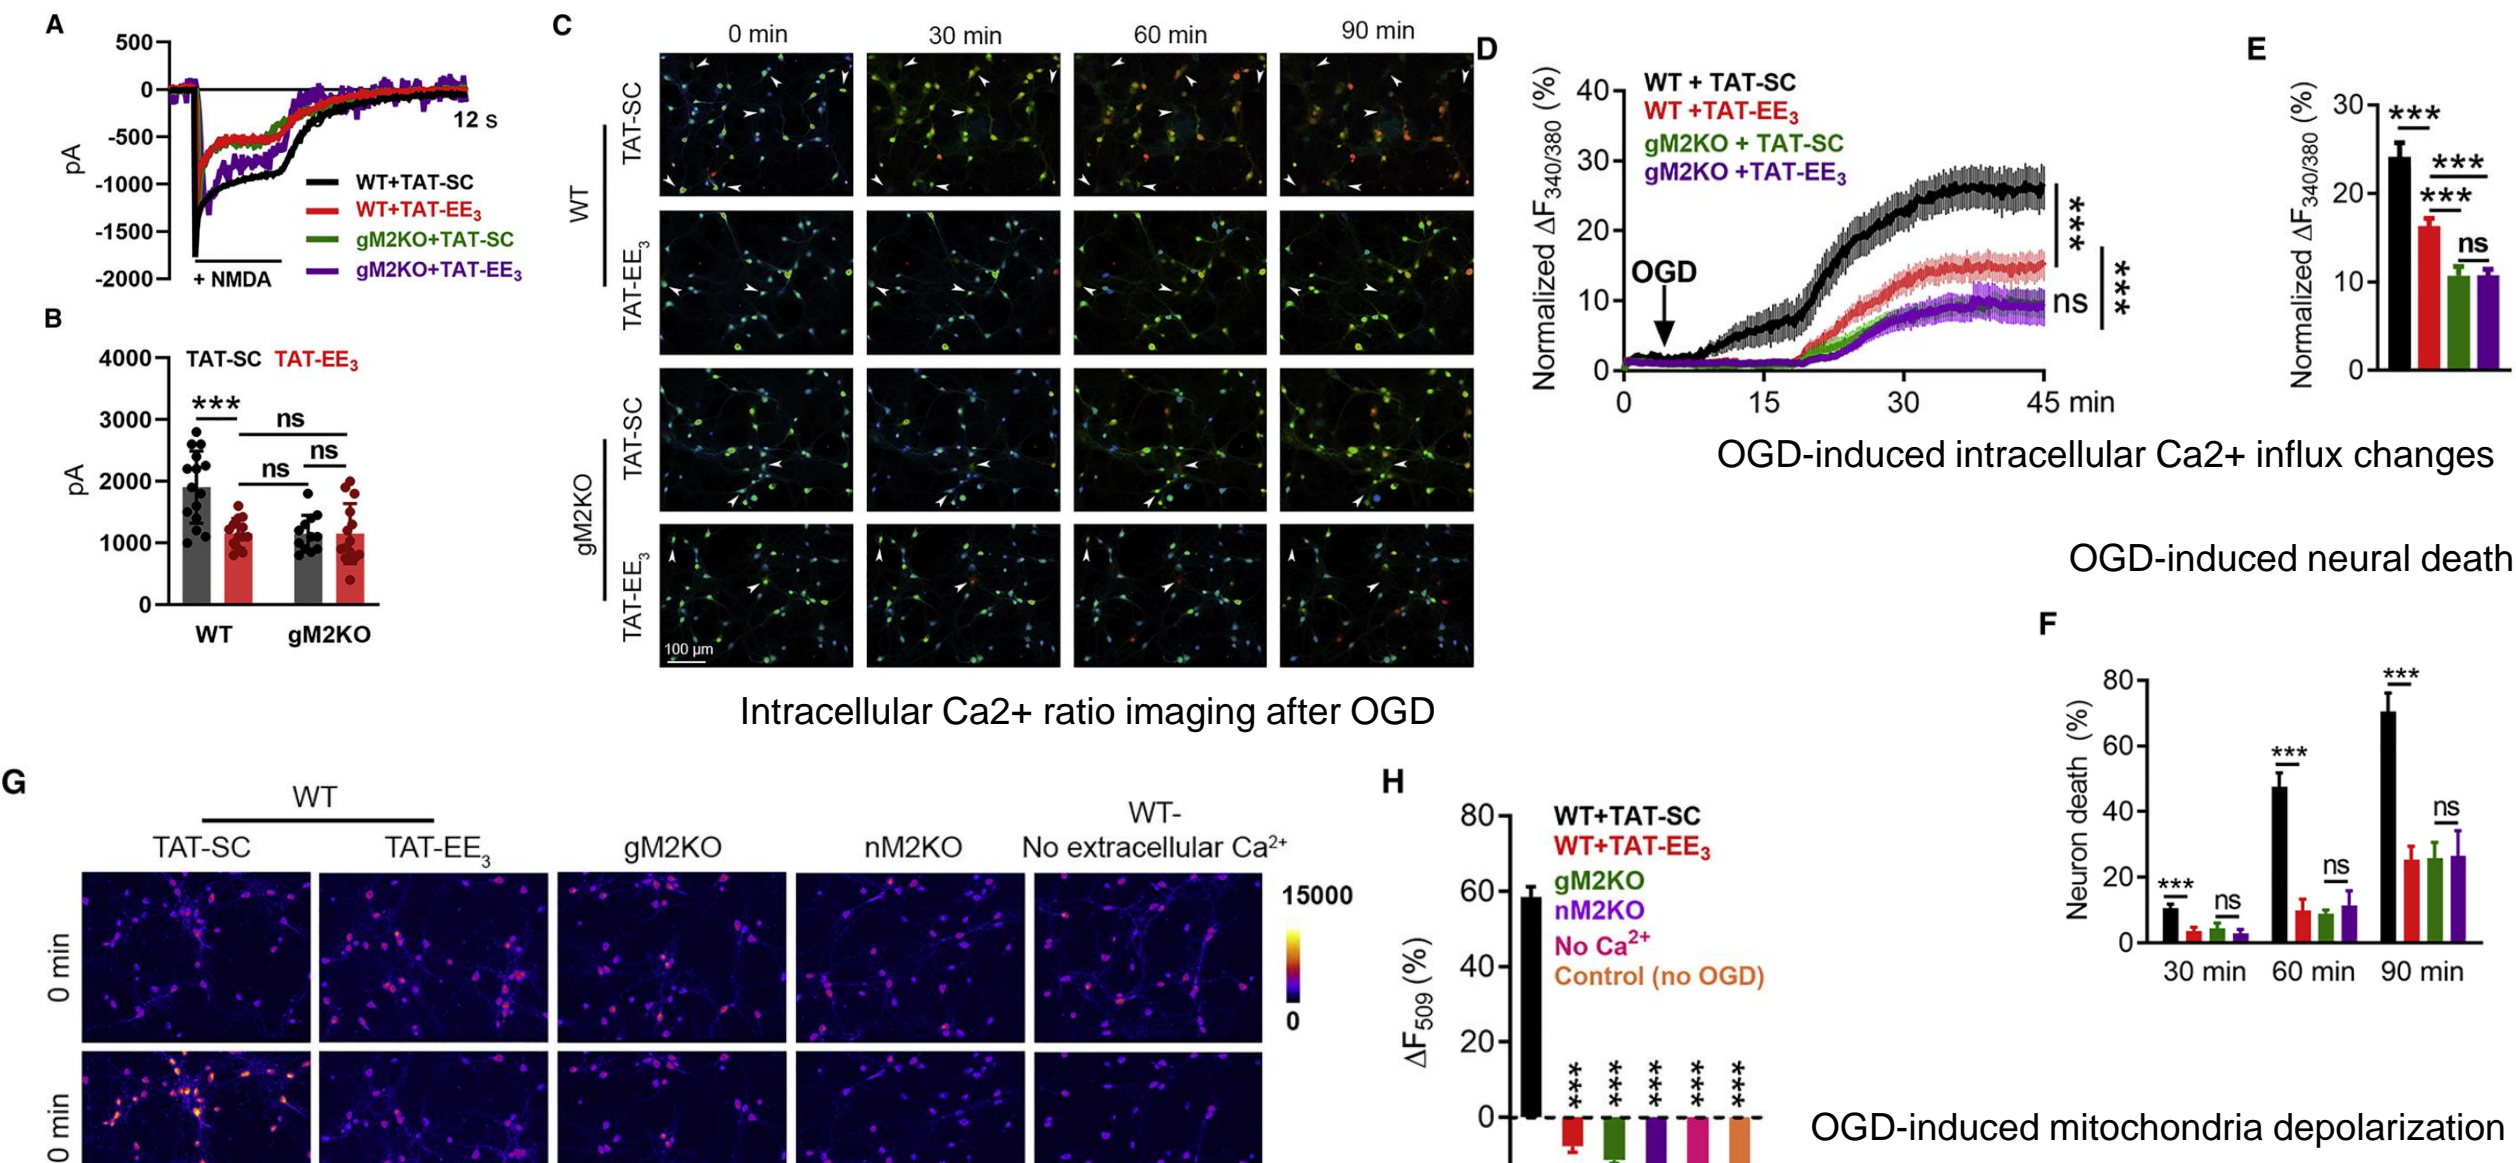 A
500
0
-500
-1000
-1500
-2000
pA
12 s
WT+TAT-SC
WT+TAT-EE3
gM2KO+TAT-SC
gM2KO+TAT-EE3
+ NMDA
B
4000
3000
2000
1000
0
pA
TAT-SC TAT-EE3
***
ns
ns
ns
WT gM2KO
C
0 min 30 min 60 min 90 min
WT
TAT-SC
TAT-EE3
gM2KO
TAT-SC
TAT-EE3
100 µm
Intracellular Ca2+ ratio imaging after OGD
D
Normalized ΔF340/380 (%)
40
30
20
10
0
WT + TAT-SC
WT +TAT-EE3
gM2KO + TAT-SC
gM2KO +TAT-EE3
OGD
***
ns
***
0 15 30 45 min
E
Normalized ΔF340/380 (%)
30
20
10
0
***
***
***
ns
OGD-induced intracellular Ca2+ influx changes
OGD-induced neural death
F
Neuron death (%)
80
60
40
20
0
***
ns
***
ns
***
ns
30 min 60 min 90 min
G
WT
TAT-SC TAT-EE3 gM2KO nM2KO
WT-
No extracellular Ca2+
0 min
0 min
15000
0
H
ΔF509 (%)
80
60
40
20
0
WT+TAT-SC
WT+TAT-EE3
gM2KO
nM2KO
No Ca2+
Control (no OGD)
*** *** *** *** ***
OGD-induced mitochondria depolarization